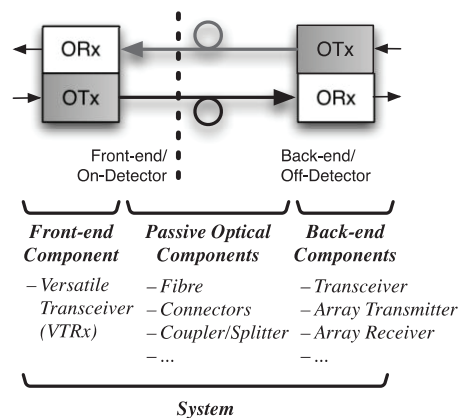 ORx
OTx
OTx
ORx
Front-end/
On-Detector
Back-end/
Off-Detector
Front-end
Component
– Versatile
Transceiver
(VTRx)
Passive Optical
Components
– Fibre
– Connectors
– Coupler/Splitter
– ...
Back-end
Components
– Transceiver
– Array Transmitter
– Array Receiver
– ...
System